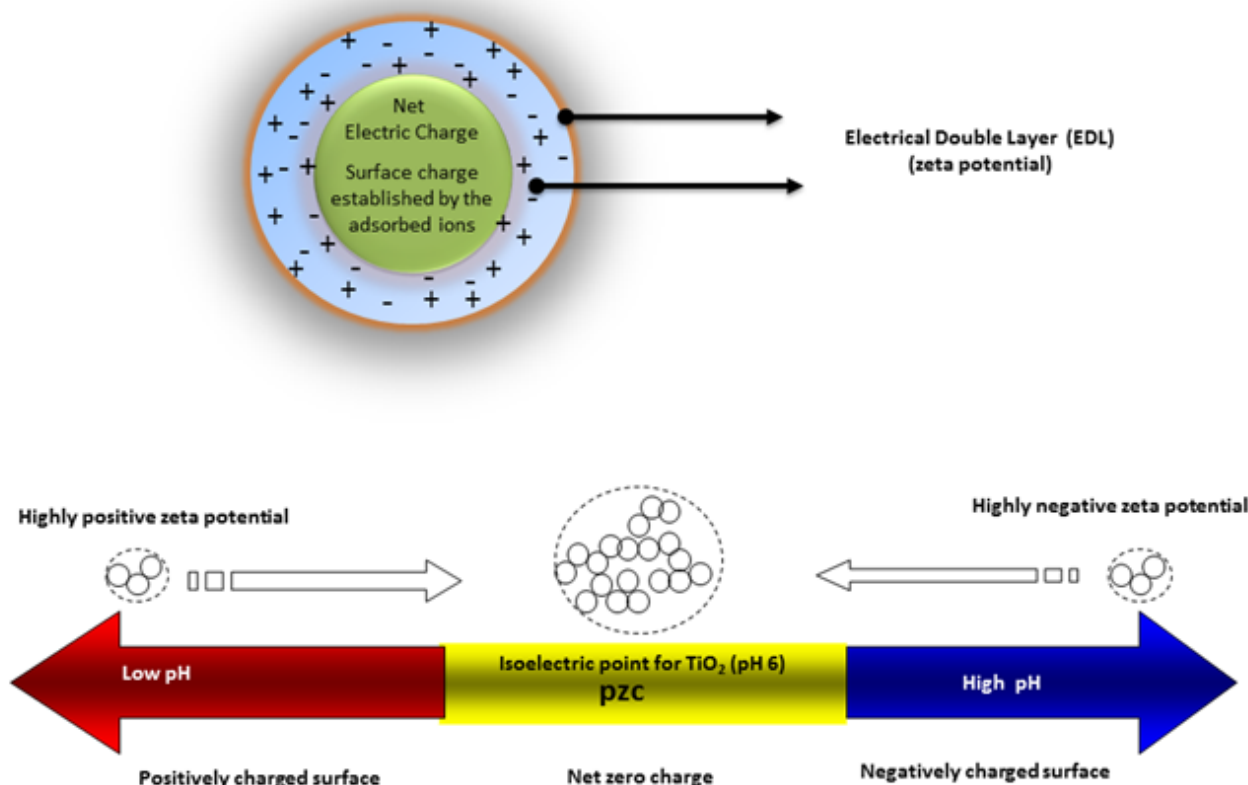 Net
Electric Charge
Surface charge
established by the
adsorbed ions
Electrical Double Layer (EDL)
(zeta potential)
Highly positive zeta potential
Highly negative zeta potential
Low pH
Isoelectric point for TiO₂ (pH 6)
pzc
High pH
Positively charged surface
Net zero charge
Negatively charged surface